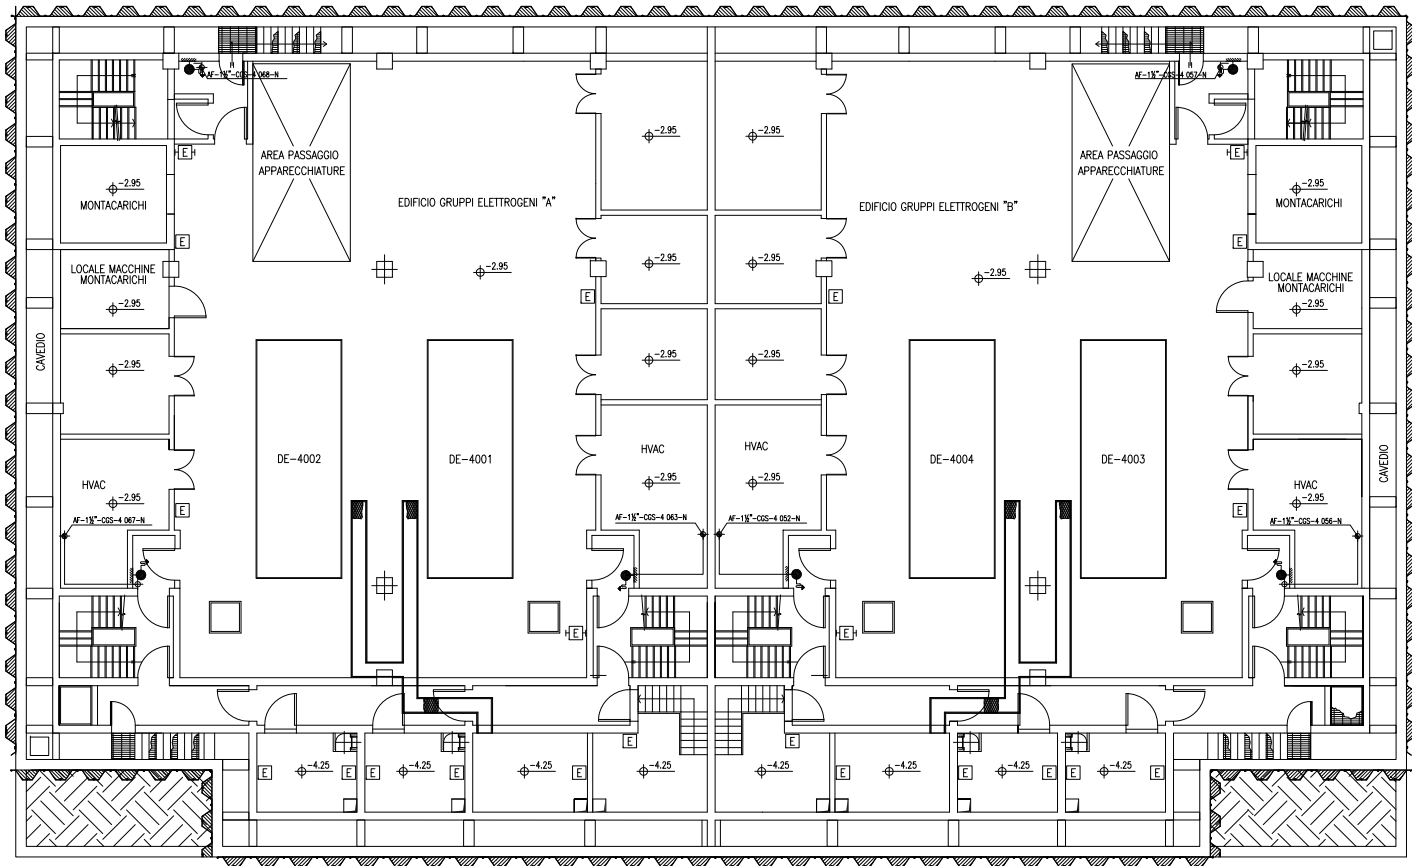 AF-1½"-CGS-4 068-N
AF-1½"-CGS-4 057-N
-2.95
-2.95
AREA PASSAGGIO
APPARECCHIATURE
AREA PASSAGGIO
APPARECCHIATURE
E
E
-2.95
MONTACARICHI
-2.95
MONTACARICHI
EDIFICIO GRUPPI ELETTROGENI "A"
EDIFICIO GRUPPI ELETTROGENI "B"
E
E
LOCALE MACCHINE
MONTACARICHI
-2.95
-2.95
-2.95
-2.95
-2.95
LOCALE MACCHINE
MONTACARICHI
-2.95
E
E
CAVEDIO
-2.95
-2.95
-2.95
-2.95
HVAC
-2.95
DE-4002
DE-4001
HVAC
-2.95
HVAC
-2.95
DE-4004
DE-4003
HVAC
-2.95
CAVEDIO
E
E
AF-1½"-CGS-4 067-N
AF-1½"-CGS-4 063-N
AF-1½"-CGS-4 052-N
AF-1½"-CGS-4 056-N
E
E
E
E
E
-4.25
E
E
-4.25
E
-4.25
E
-4.25
-4.25
E
-4.25
E
E
-4.25
E
E
-4.25
E